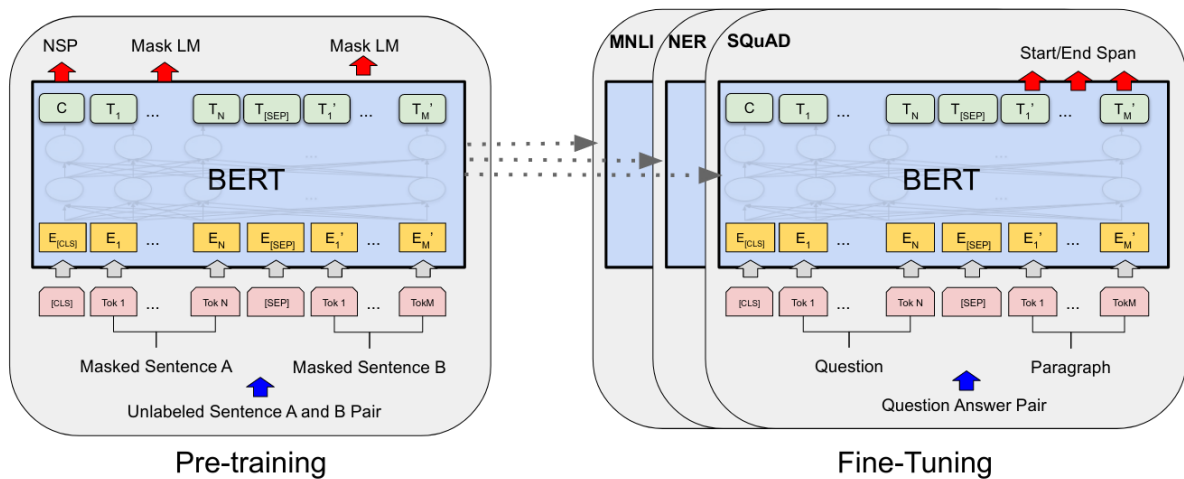 NSP Mask LM Mask LM
C T1 ... TN T[SEP] T1' ... TM'
...
BERT
...
E[CLS] E1 ... EN E[SEP] E1' ... EM'
[CLS] Tok 1 ... Tok N [SEP] Tok 1 ... TokM
Masked Sentence A Masked Sentence B
Unlabeled Sentence A and B Pair
Pre-training
MNLI NER SQuAD
Start/End Span
C T1 ... TN T[SEP] T1' ... TM'
...
BERT
...
E[CLS] E1 ... EN E[SEP] E1' ... EM'
[CLS] Tok 1 ... Tok N [SEP] Tok 1 ... TokM
Question Paragraph
Question Answer Pair
Fine-Tuning